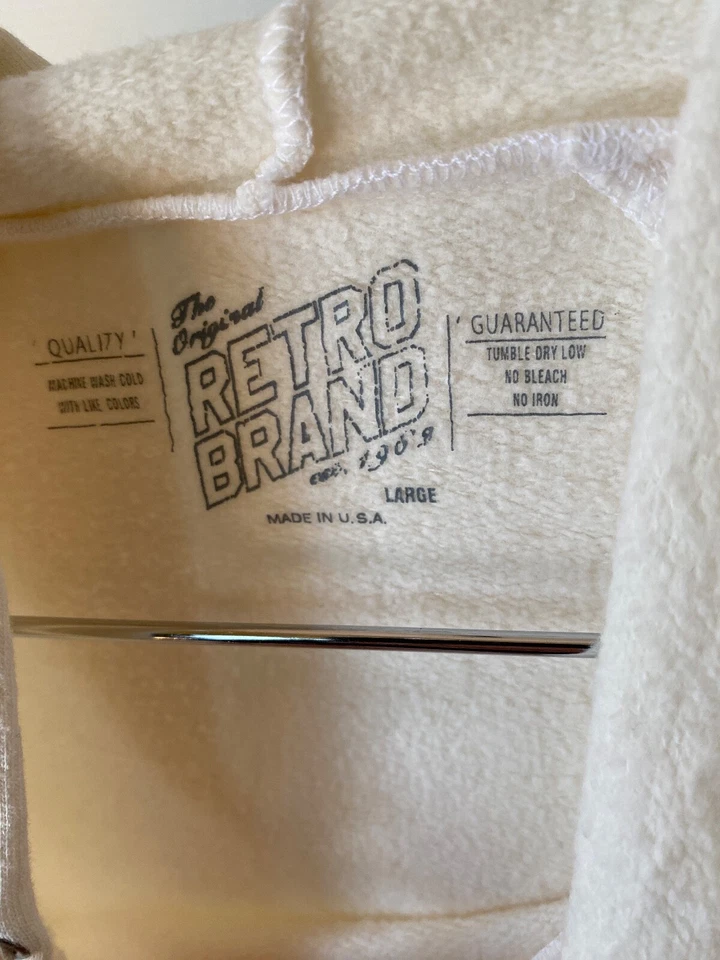 'QUALITY'
MACHINE WASH COLD
WITH LIKE COLORS
The
Original
RETRO
BRAND
EST. 1969
LARGE
MADE IN U.S.A.
'GUARANTEED
TUMBLE DRY LOW
NO BLEACH
NO IRON